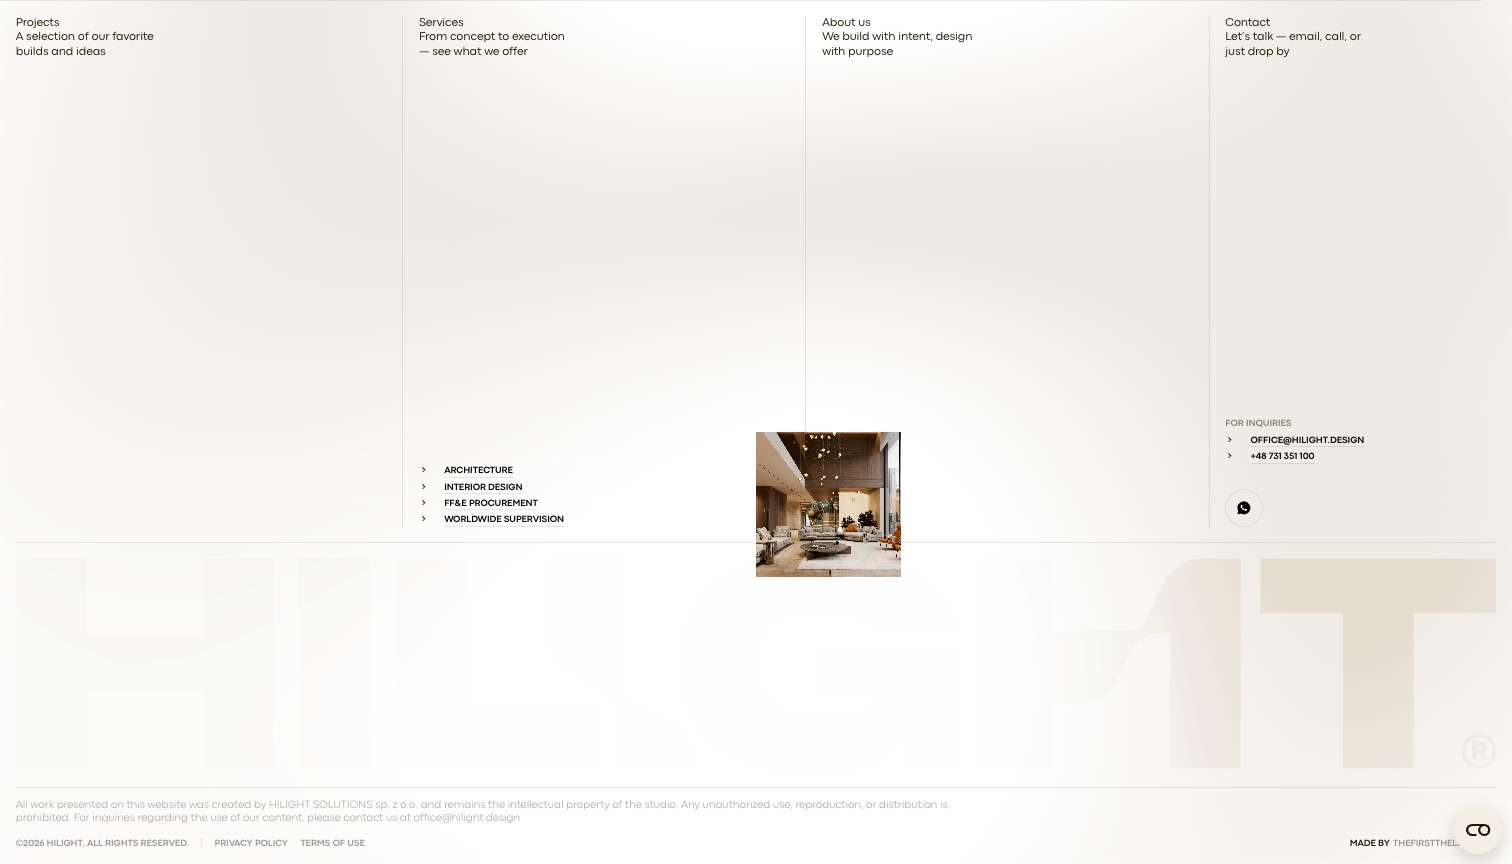 Projects
A selection of our favorite
builds and ideas
Services
From concept to execution
— see what we offer
About us
We build with intent, design
with purpose
Contact
Let's talk — email, call, or
just drop by
> ARCHITECTURE
> INTERIOR DESIGN
> FF&E PROCUREMENT
> WORLDWIDE SUPERVISION
FOR INQUIRIES
> OFFICE@HILIGHT.DESIGN
> +48 731 351 100
HILIGHT®
All work presented on this website was created by HILIGHT SOLUTIONS sp. z o.o. and remains the intellectual property of the studio. Any unauthorized use, reproduction, or distribution is
prohibited. For inquiries regarding the use of our content, please contact us at office@hilight.design
©2026 HILIGHT. ALL RIGHTS RESERVED. PRIVACY POLICY TERMS OF USE
MADE BY